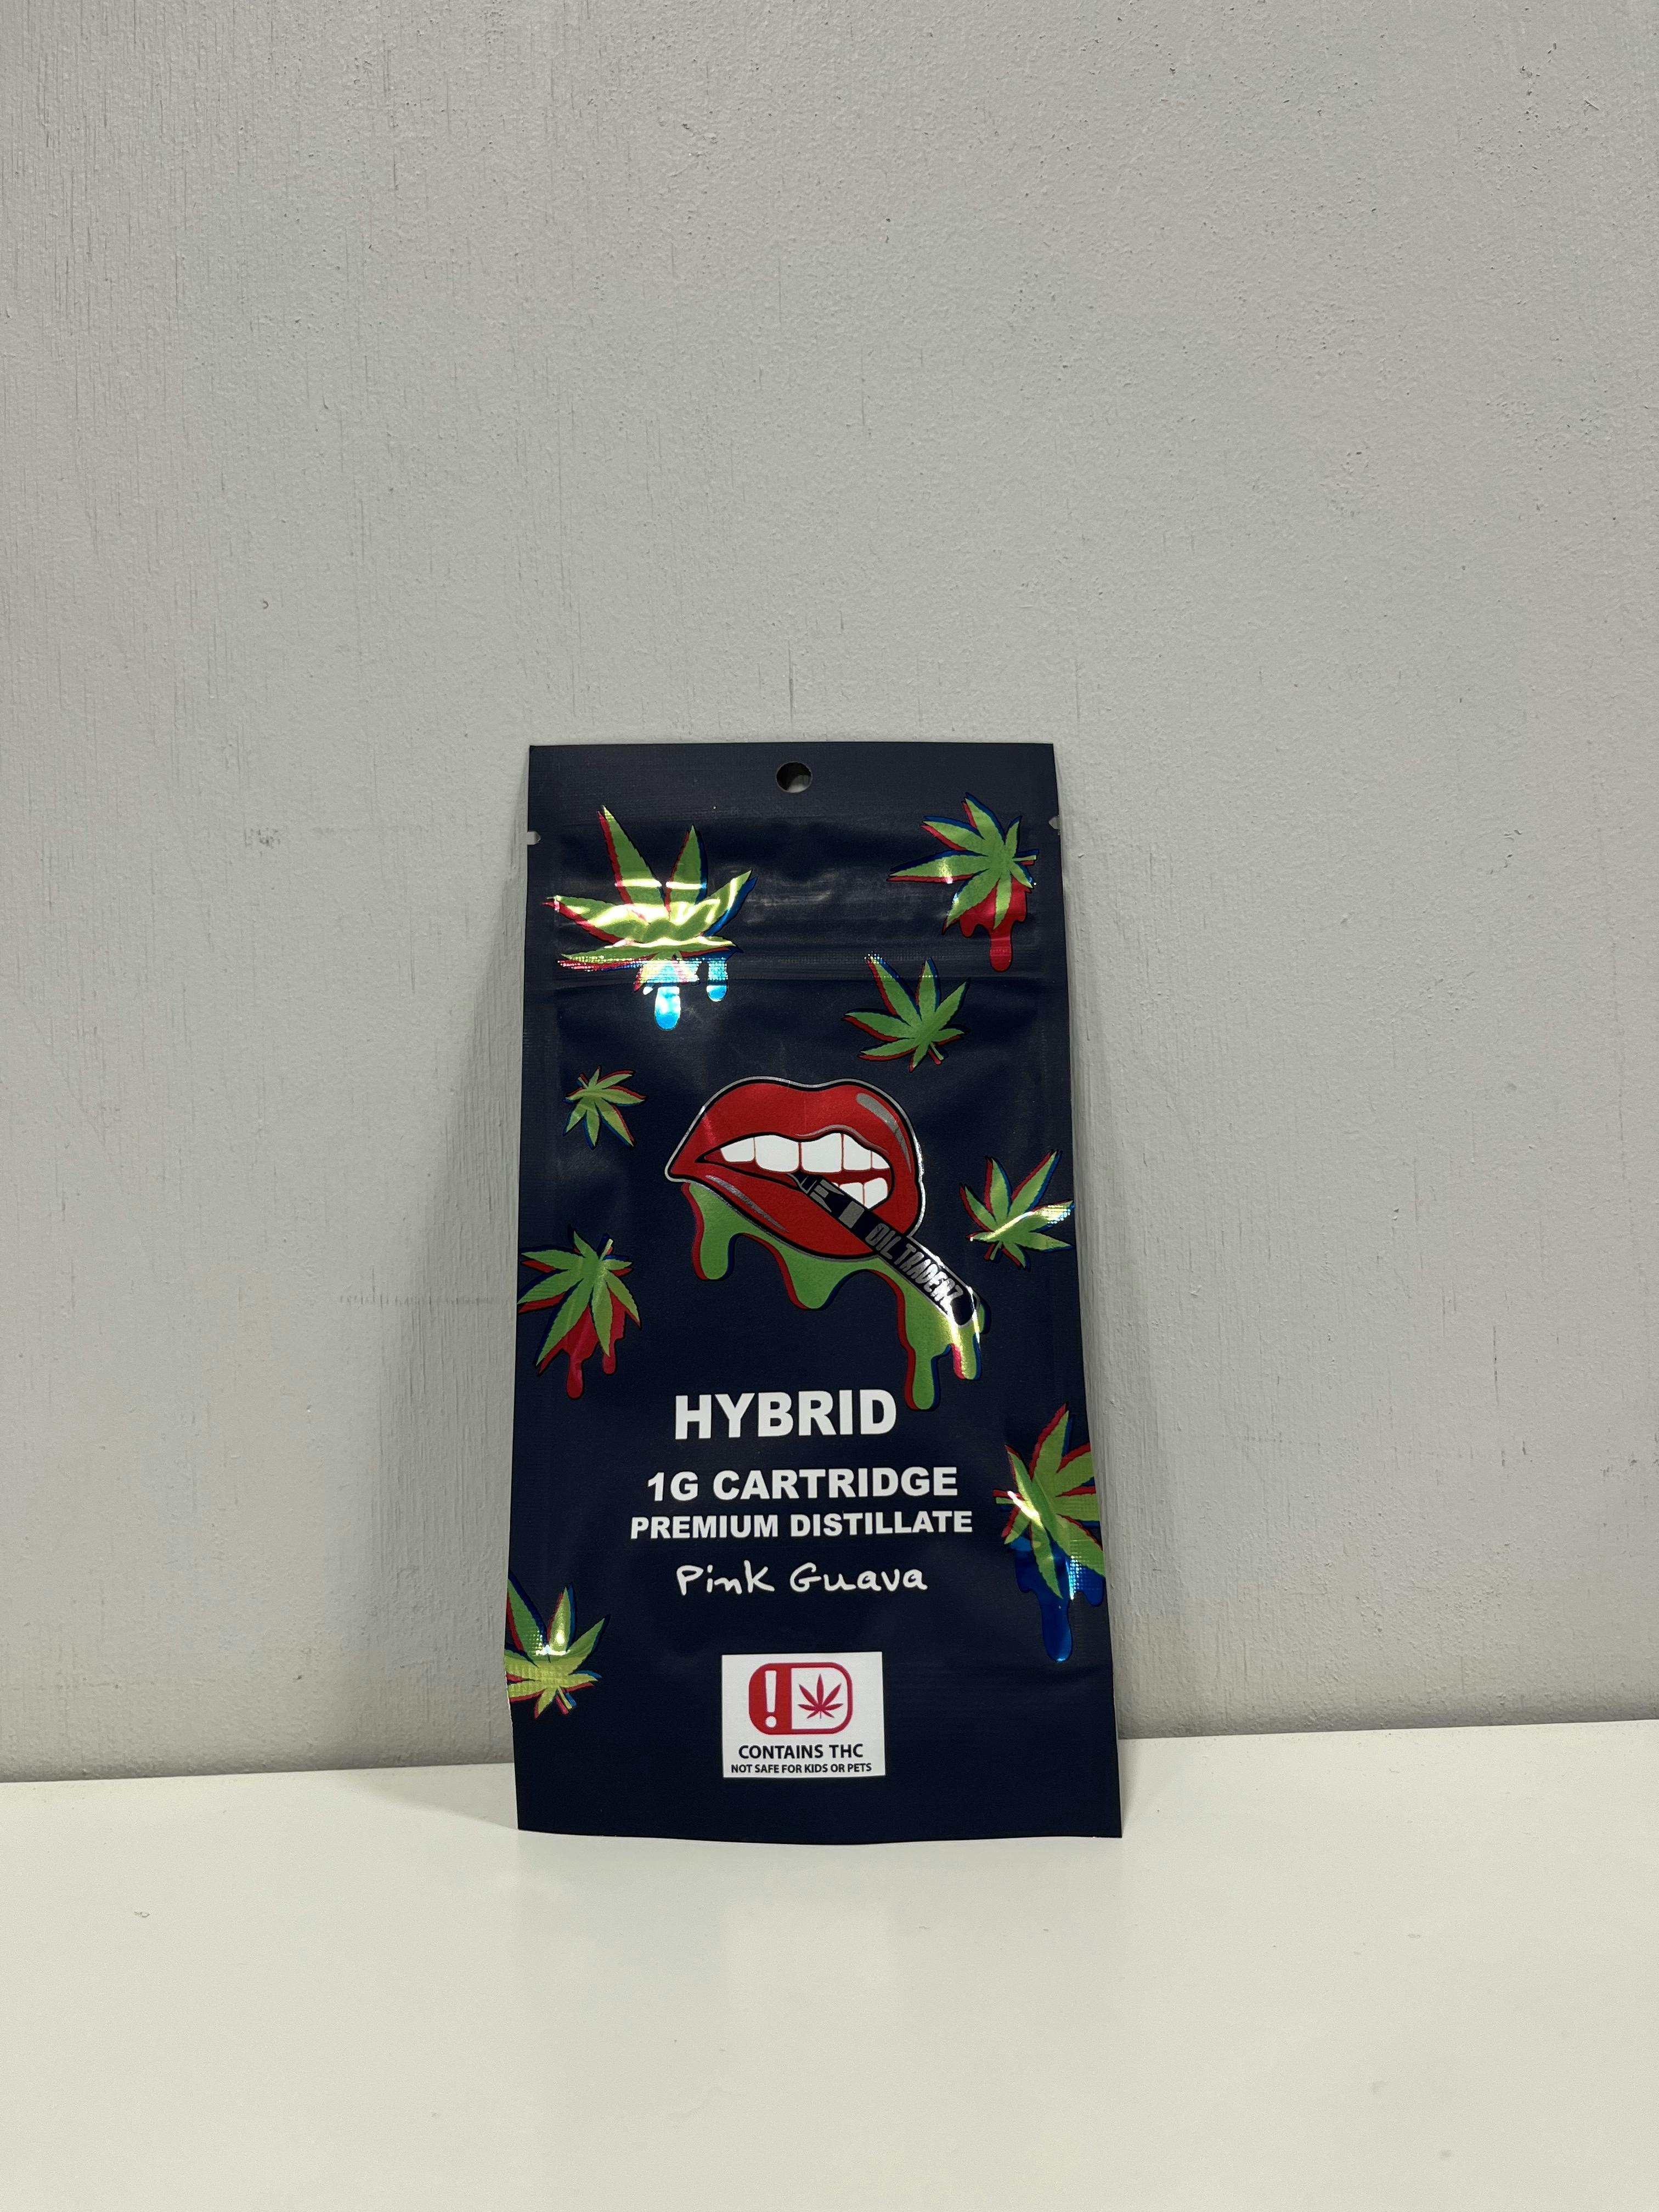 OIL TRADERZ
HYBRID
1G CARTRIDGE
PREMIUM DISTILLATE
Pink Guava
!
CONTAINS THC
NOT SAFE FOR KIDS OR PETS